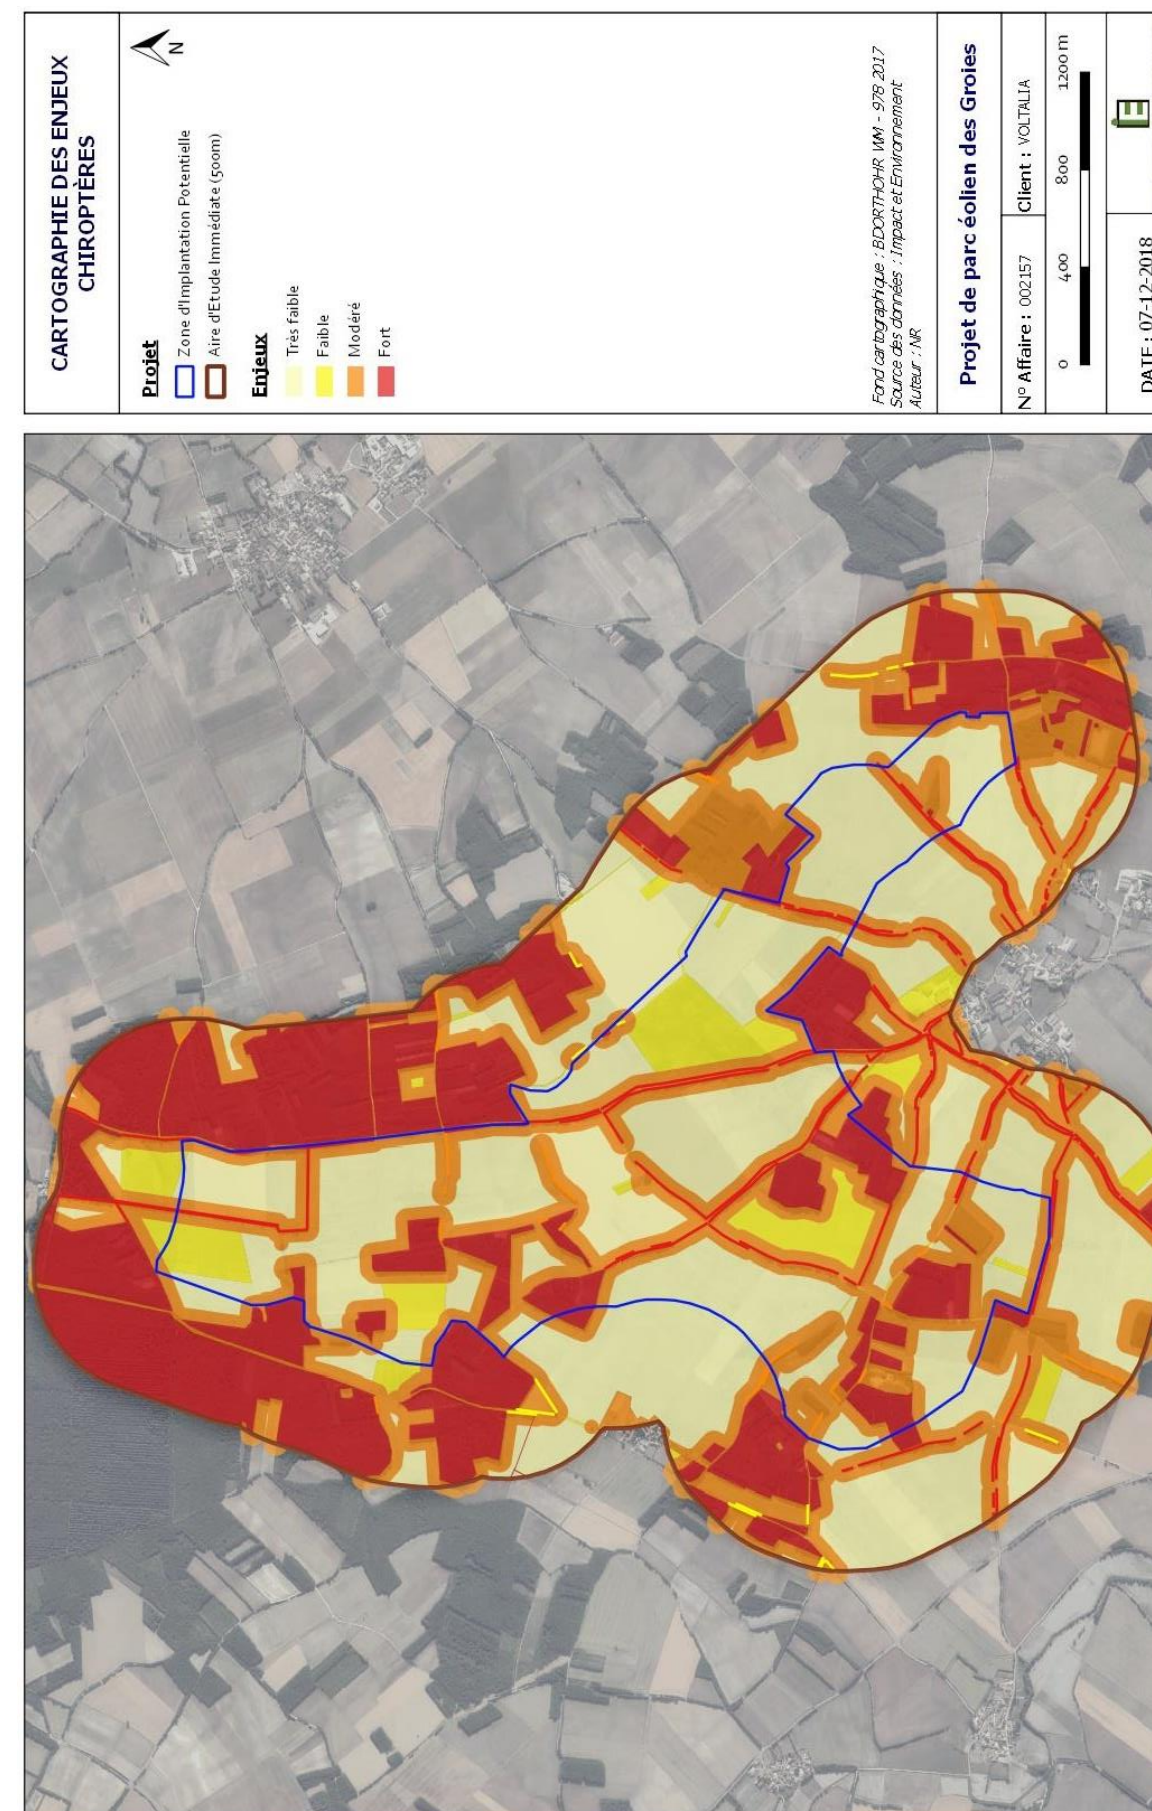 CARTOGRAPHIE DES ENJEUX
CHIROPTÈRES
N
Projet
Zone d'Implantation Potentielle
Aire d'Etude Immédiate (500m)
Enjeux
Très faible
Faible
Modéré
Fort
Fond cartographique : BDORTHOHR WM - 978 2017
Source des données : Impact et Environnement
Auteur : NR
Projet de parc éolien des Groies
N° Affaire : 002157
Client : VOLTALIA
0 400 800 1200 m
DATE : 07-12-2018